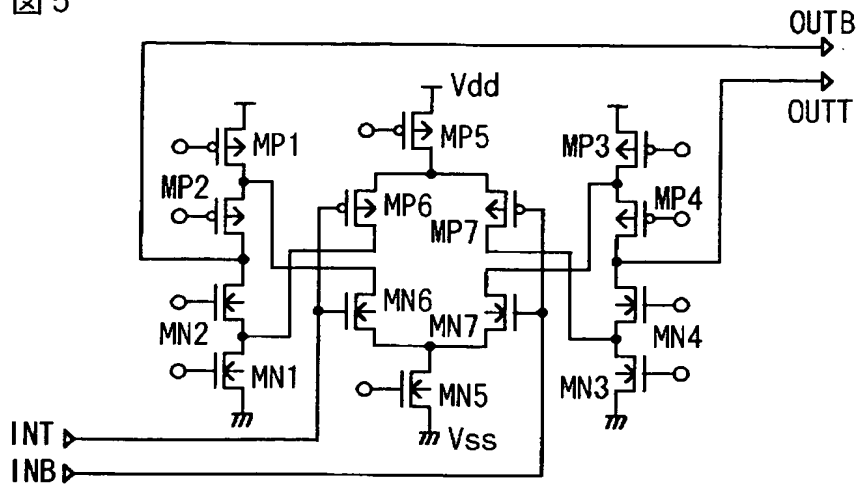 図5
OUTB
OUTT
Vdd
MP1
MP5
MP3
MP2
MP6
MP7
MP4
MN6
MN7
MN2
MN4
MN1
MN5
MN3
Vss
INT
INB